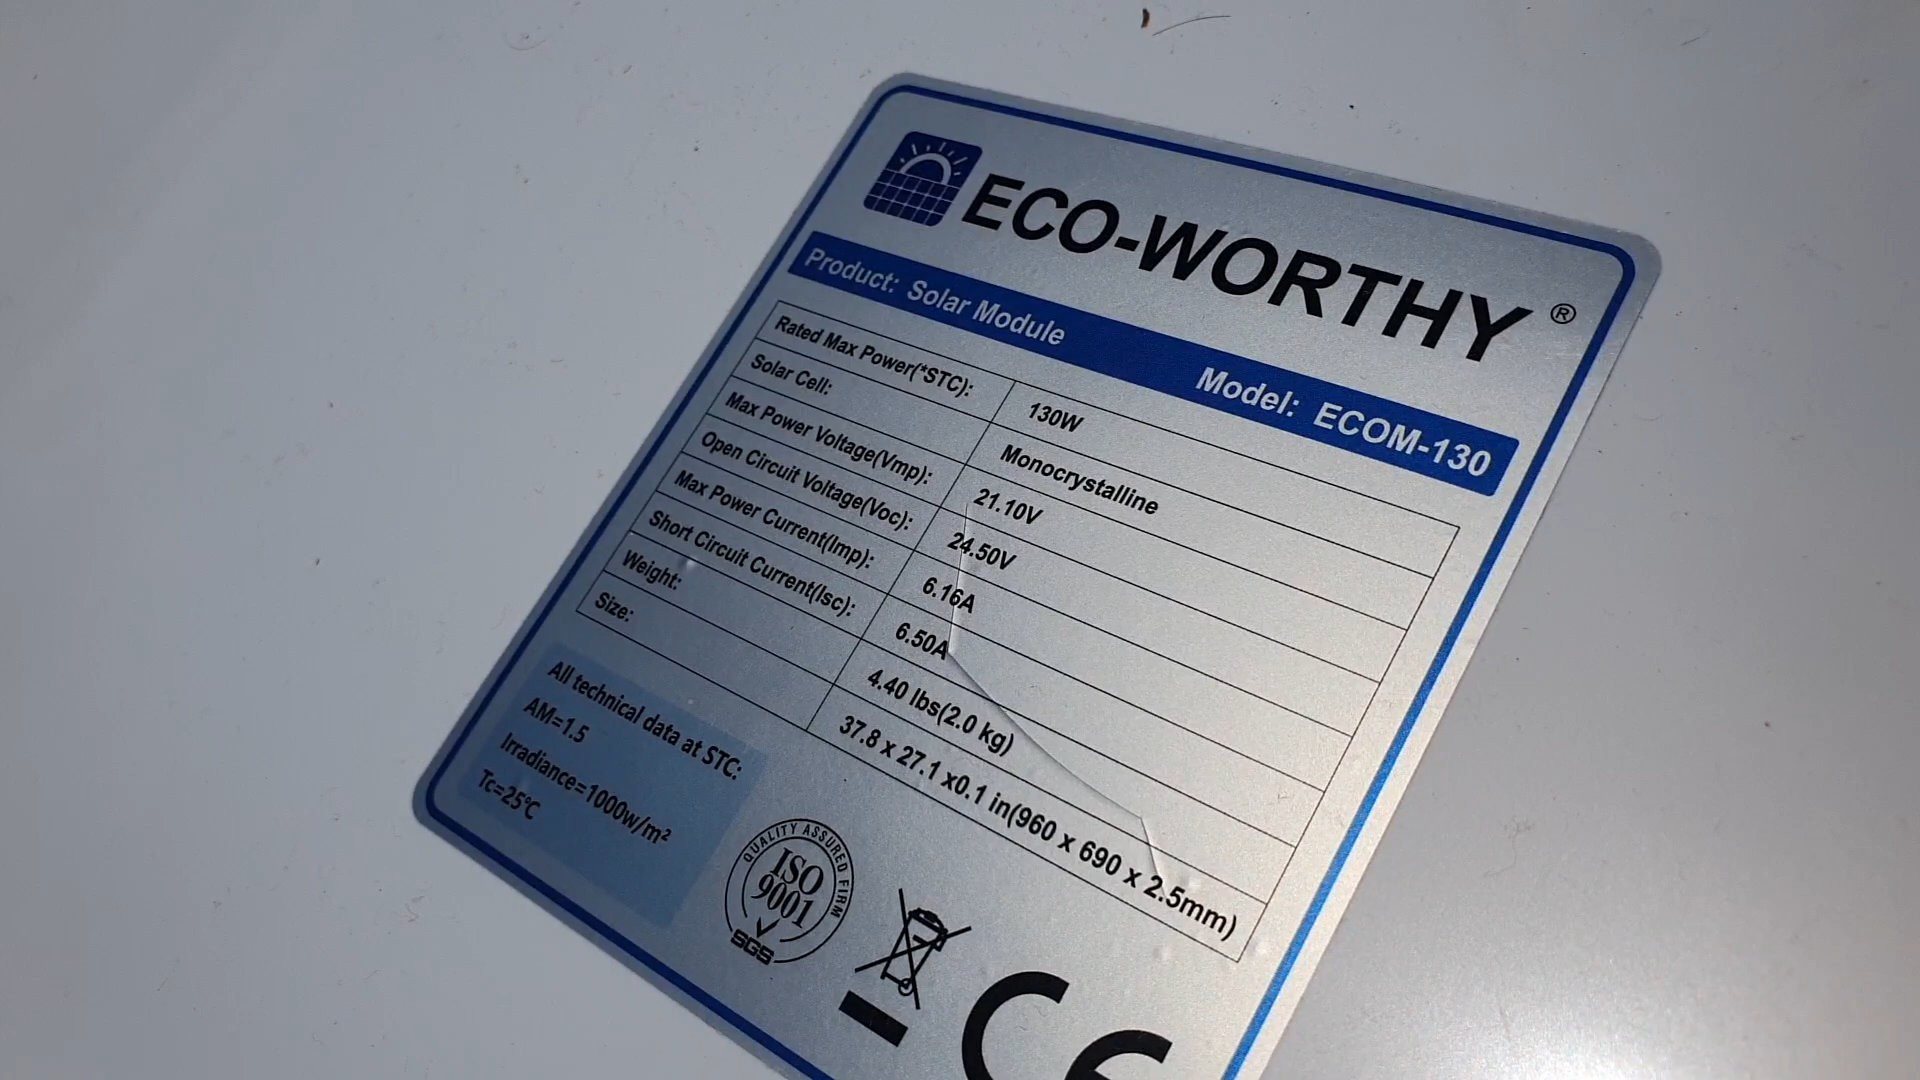 ECO-WORTHY ®
Product: Solar Module Model: ECOM-130
Rated Max Power(*STC): 130W
Solar Cell: Monocrystalline
Max Power Voltage(Vmp): 21.10V
Open Circuit Voltage(Voc): 24.50V
Max Power Current(Imp): 6.16A
Short Circuit Current(Isc): 6.50A
Weight: 4.40 lbs(2.0 kg)
Size: 37.8 x 27.1 x0.1 in(960 x 690 x 2.5mm)
All technical data at STC:
AM=1.5
Irradiance=1000w/m²
Tc=25℃
QUALITY ASSURED FIRM
ISO
9001
SGS
CE